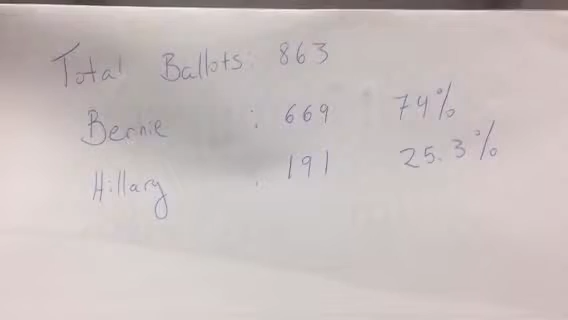 Total Ballots: 863
Bernie : 669 74%
Hillary : 191 25.3%